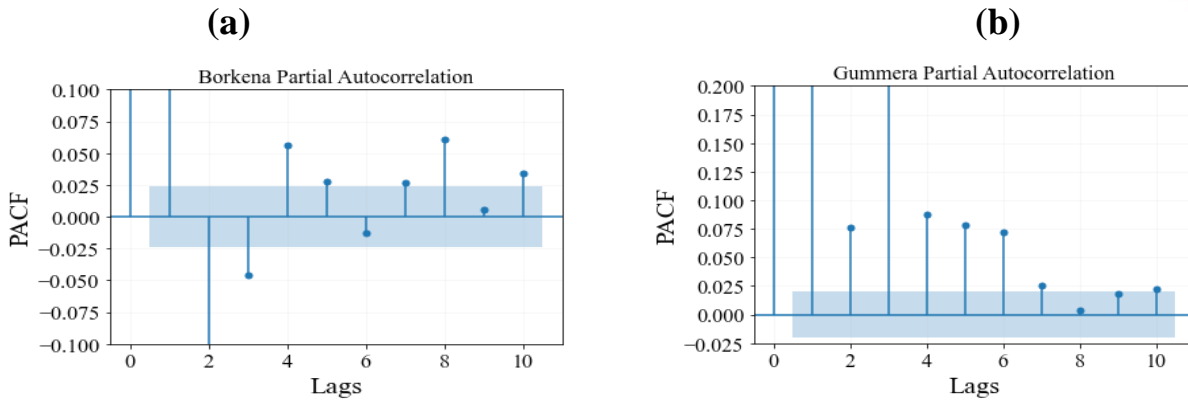 (a)
Borkena Partial Autocorrelation
0.100
0.075
0.050
0.025
0.000
−0.025
−0.050
−0.075
−0.100
PACF
0 2 4 6 8 10
Lags
(b)
Gummera Partial Autocorrelation
0.200
0.175
0.150
0.125
0.100
0.075
0.050
0.025
0.000
−0.025
PACF
0 2 4 6 8 10
Lags